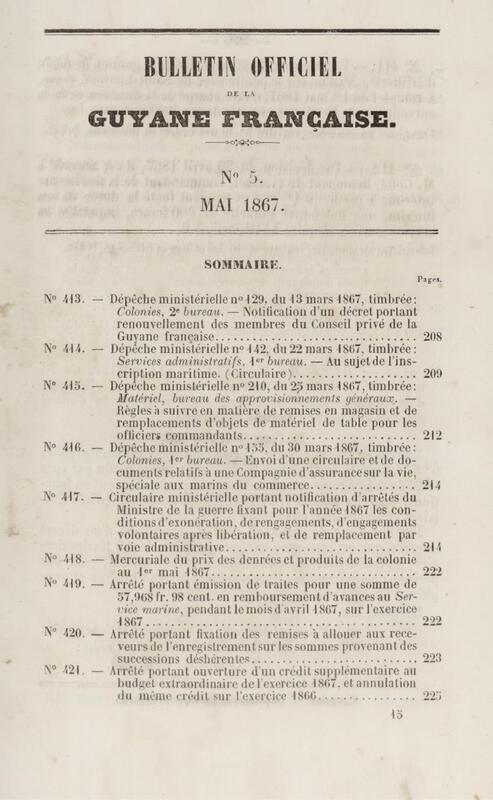 BULLETIN OFFICIEL
DE LA
GUYANE FRANÇAISE.
N° 5.
MAI 1867.
SOMMAIRE.
Pages.
N° 413. — Dépêche ministérielle n° 129, du 13 mars 1867, timbrée:
Colonies, 2e bureau. — Notification d'un décret portant
renouvellement des membres du Conseil privé de la
Guyane française................................ 208
N° 414. — Dépêche ministérielle n° 142, du 22 mars 1867, timbrée:
Services administratifs, 1er bureau. — Au sujet de l'ins-
cription maritime. (Circulaire).................... 209
N° 415. — Dépêche ministérielle n° 210, du 25 mars 1867, timbrée:
Matériel, bureau des approvisionnements généraux. —
Règles à suivre en matière de remises en magasin et de
remplacements d'objets de matériel de table pour les
officiers commandants............................ 212
N° 416. — Dépêche ministérielle n° 155, du 30 mars 1867, timbrée:
Colonies, 1er bureau. — Envoi d'une circulaire et de do-
cuments relatifs à une Compagnie d'assurance sur la vie,
spéciale aux marins du commerce.................. 214
N° 417. — Circulaire ministérielle portant notification d'arrêtés du
Ministre de la guerre fixant pour l'année 1867 les con-
ditions d'exonération, de rengagements, d'engagements
volontaires après libération, et de remplacement par
voie administrative............................... 214
N° 418. — Mercuriale du prix des denrées et produits de la colonie
au 1er mai 1867.................................. 222
N° 419. — Arrêté portant émission de traites pour une somme de
57,968 fr. 98 cent. en remboursement d'avances au Ser-
vice marine, pendant le mois d'avril 1867, sur l'exercice
1867............................................ 222
N° 420. — Arrêté portant fixation des remises à allouer aux rece-
veurs de l'enregistrement sur les sommes provenant des
successions déshérentes........................... 223
N° 421. — Arrêté portant ouverture d'un crédit supplémentaire au
budget extraordinaire de l'exercice 1867, et annulation
du même crédit sur l'exercice 1866................. 225
15